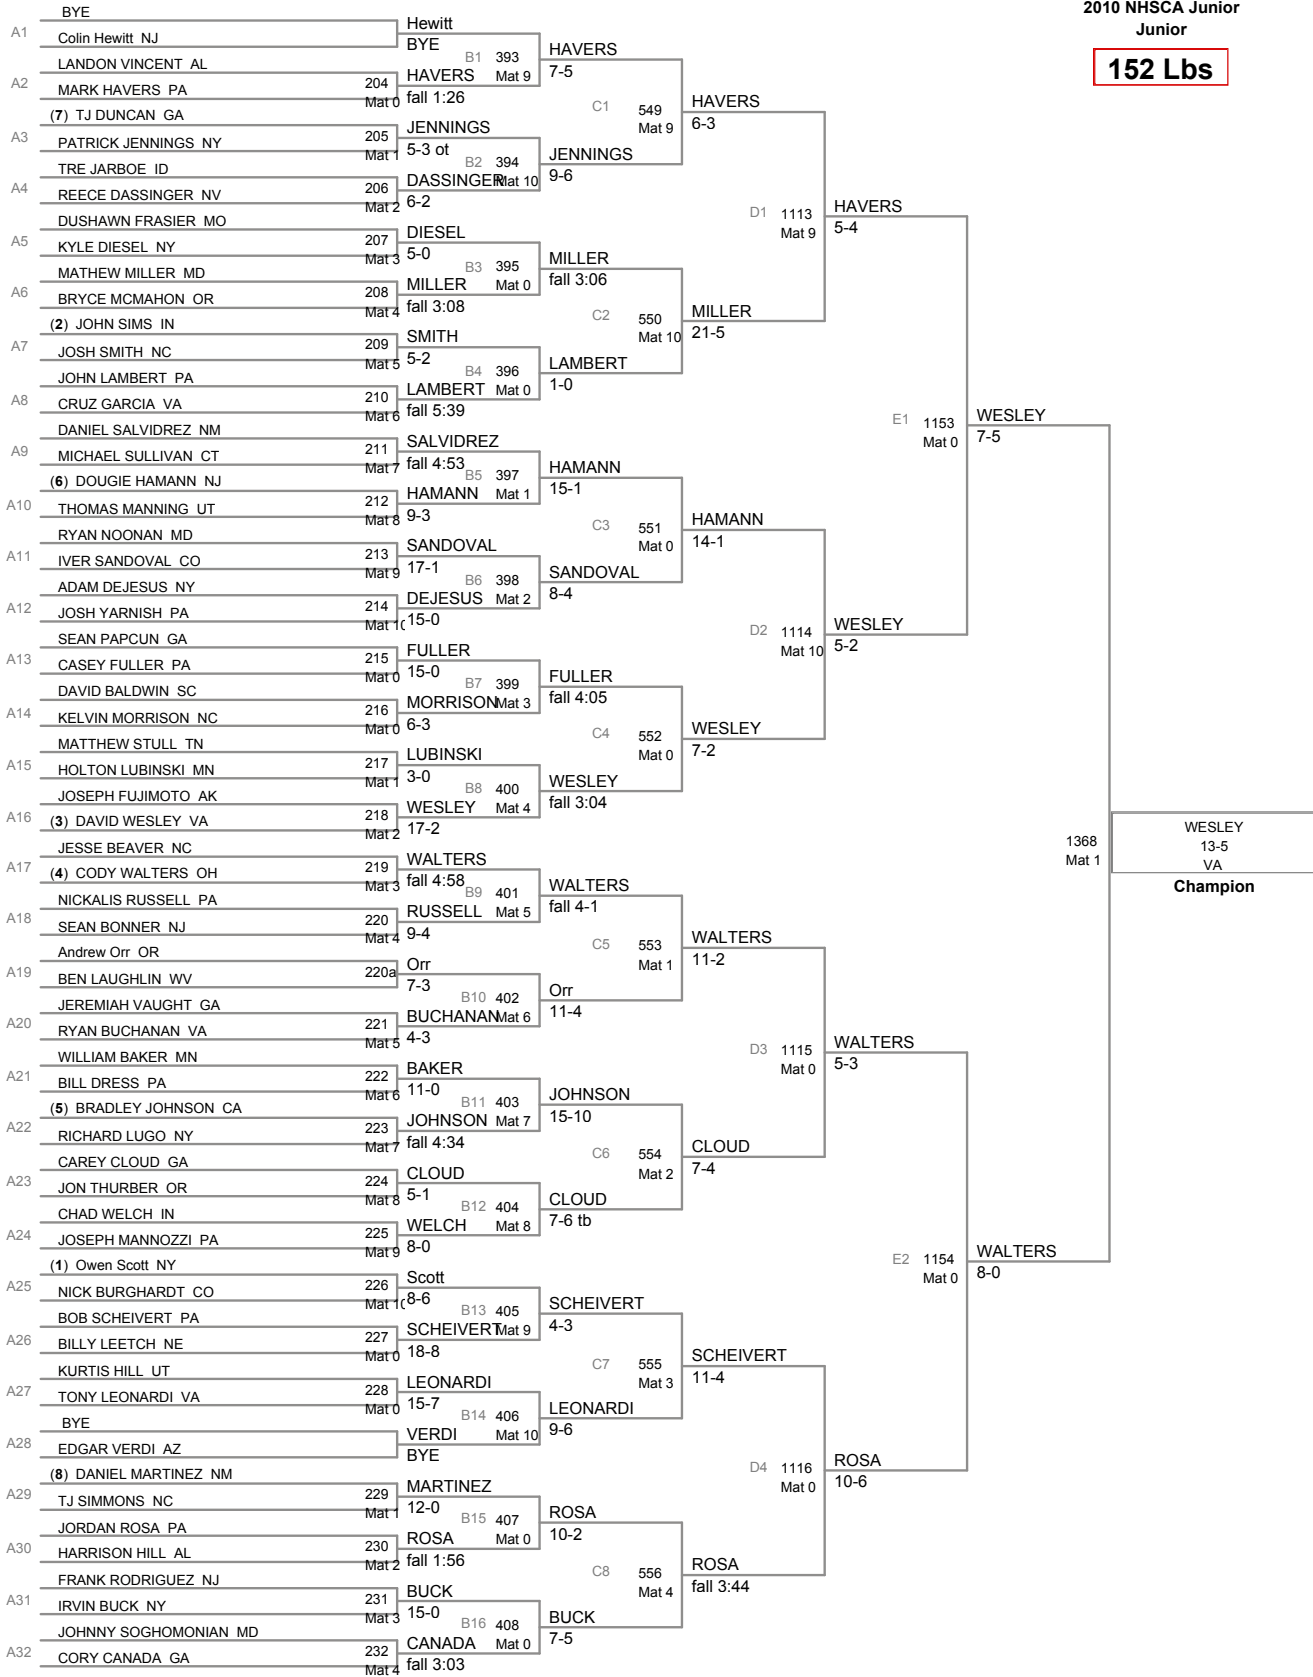 2010 NHSCA Junior
Junior
152 Lbs
BYE
A1
Colin Hewitt NJ
Hewitt
BYE
LANDON VINCENT AL
A2
MARK HAVERS PA
204
Mat 0
HAVERS
fall 1:26
B1 393
Mat 9
HAVERS
7-5
(7) TJ DUNCAN GA
A3
PATRICK JENNINGS NY
205
Mat 1
JENNINGS
5-3 ot
TRE JARBOE ID
A4
REECE DASSINGER NV
206
Mat 2
DASSINGER
6-2
B2 394
Mat 10
JENNINGS
9-6
C1 549
Mat 9
HAVERS
6-3
DUSHAWN FRASIER MO
A5
KYLE DIESEL NY
207
Mat 3
DIESEL
5-0
MATHEW MILLER MD
A6
BRYCE MCMAHON OR
208
Mat 4
MILLER
fall 3:08
B3 395
Mat 0
MILLER
fall 3:06
(2) JOHN SIMS IN
A7
JOSH SMITH NC
209
Mat 5
SMITH
5-2
JOHN LAMBERT PA
A8
CRUZ GARCIA VA
210
Mat 6
LAMBERT
fall 5:39
B4 396
Mat 0
LAMBERT
1-0
C2 550
Mat 10
MILLER
21-5
D1 1113
Mat 9
HAVERS
5-4
DANIEL SALVIDREZ NM
A9
MICHAEL SULLIVAN CT
211
Mat 7
SALVIDREZ
fall 4:53
(6) DOUGIE HAMANN NJ
A10
THOMAS MANNING UT
212
Mat 8
HAMANN
9-3
B5 397
Mat 1
HAMANN
15-1
RYAN NOONAN MD
A11
IVER SANDOVAL CO
213
Mat 9
SANDOVAL
17-1
ADAM DEJESUS NY
A12
JOSH YARNISH PA
214
Mat 10
DEJESUS
15-0
B6 398
Mat 2
SANDOVAL
8-4
C3 551
Mat 0
HAMANN
14-1
SEAN PAPCUN GA
A13
CASEY FULLER PA
215
Mat 0
FULLER
15-0
DAVID BALDWIN SC
A14
KELVIN MORRISON NC
216
Mat 0
MORRISON
6-3
B7 399
Mat 3
FULLER
fall 4:05
MATTHEW STULL TN
A15
HOLTON LUBINSKI MN
217
Mat 1
LUBINSKI
3-0
JOSEPH FUJIMOTO AK
A16
(3) DAVID WESLEY VA
218
Mat 2
WESLEY
17-2
B8 400
Mat 4
WESLEY
fall 3:04
C4 552
Mat 0
WESLEY
7-2
D2 1114
Mat 10
WESLEY
5-2
E1 1153
Mat 0
WESLEY
7-5
JESSE BEAVER NC
A17
(4) CODY WALTERS OH
219
Mat 3
WALTERS
fall 4:58
NICKALIS RUSSELL PA
A18
SEAN BONNER NJ
220
Mat 4
RUSSELL
9-4
B9 401
Mat 5
WALTERS
fall 4-1
Andrew Orr OR
A19
BEN LAUGHLIN WV
220a
Orr
7-3
JEREMIAH VAUGHT GA
A20
RYAN BUCHANAN VA
221
Mat 5
BUCHANAN
4-3
B10 402
Mat 6
Orr
11-4
C5 553
Mat 1
WALTERS
11-2
WILLIAM BAKER MN
A21
BILL DRESS PA
222
Mat 6
BAKER
11-0
(5) BRADLEY JOHNSON CA
A22
RICHARD LUGO NY
223
Mat 7
JOHNSON
fall 4:34
B11 403
Mat 7
JOHNSON
15-10
CAREY CLOUD GA
A23
JON THURBER OR
224
Mat 8
CLOUD
5-1
CHAD WELCH IN
A24
JOSEPH MANNOZZI PA
225
Mat 9
WELCH
8-0
B12 404
Mat 8
CLOUD
7-6 tb
C6 554
Mat 2
CLOUD
7-4
D3 1115
Mat 0
WALTERS
5-3
(1) Owen Scott NY
A25
NICK BURGHARDT CO
226
Mat 10
Scott
8-6
BOB SCHEIVERT PA
A26
BILLY LEETCH NE
227
Mat 0
SCHEIVERT
18-8
B13 405
Mat 9
SCHEIVERT
4-3
KURTIS HILL UT
A27
TONY LEONARDI VA
228
Mat 0
LEONARDI
15-7
BYE
A28
EDGAR VERDI AZ
VERDI
BYE
B14 406
Mat 10
LEONARDI
9-6
C7 555
Mat 3
SCHEIVERT
11-4
(8) DANIEL MARTINEZ NM
A29
TJ SIMMONS NC
229
Mat 1
MARTINEZ
12-0
JORDAN ROSA PA
A30
HARRISON HILL AL
230
Mat 2
ROSA
fall 1:56
B15 407
Mat 0
ROSA
10-2
FRANK RODRIGUEZ NJ
A31
IRVIN BUCK NY
231
Mat 3
BUCK
15-0
JOHNNY SOGHOMONIAN MD
A32
CORY CANADA GA
232
Mat 4
CANADA
fall 3:03
B16 408
Mat 0
BUCK
7-5
C8 556
Mat 4
ROSA
fall 3:44
D4 1116
Mat 0
ROSA
10-6
E2 1154
Mat 0
WALTERS
8-0
1368
Mat 1
WESLEY
13-5
VA
Champion